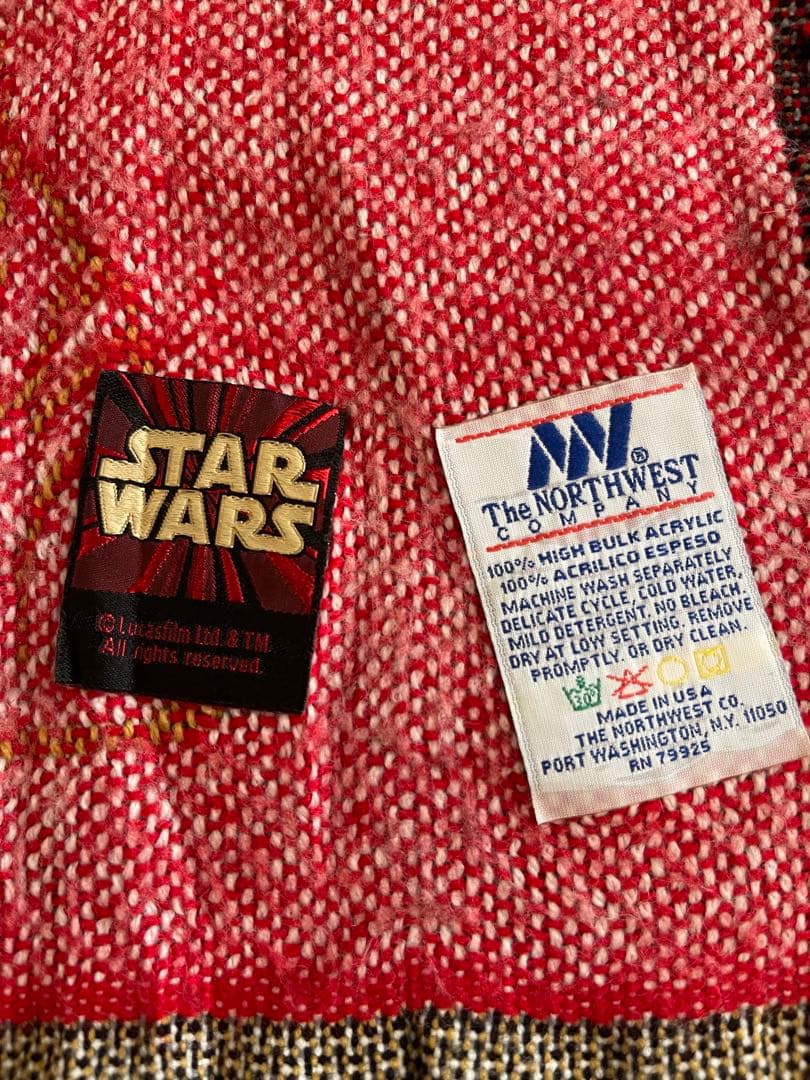 STAR
WARS
© Lucasfilm Ltd. & TM
All rights reserved.
The NORTHWEST ®
COMPANY
100% HIGH BULK ACRYLIC
100% ACRILICO ESPESO
MACHINE WASH SEPARATELY
DELICATE CYCLE, COLD WATER,
MILD DETERGENT, NO BLEACH,
DRY AT LOW SETTING, REMOVE
PROMPTLY, OR DRY CLEAN.
MADE IN USA
THE NORTHWEST CO.
PORT WASHINGTON, N.Y. 11050
RN 79925